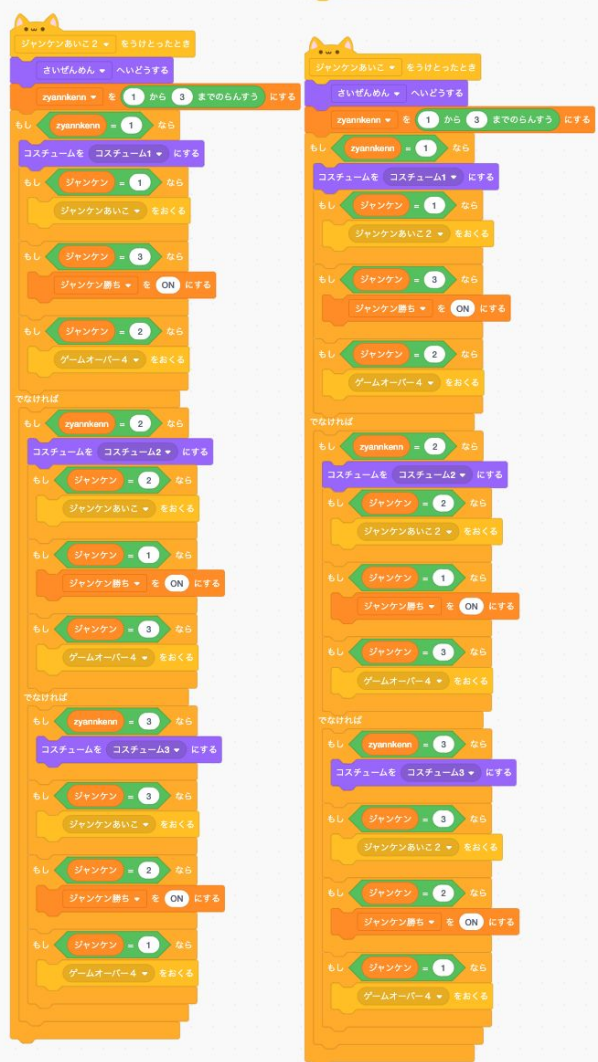 ジャンケンあいこ2 をうけとったとき
さいぜんめん へいどうする
zyannkenn を 1 から 3 までのらんすう にする
もし zyannkenn = 1 なら
コスチュームを コスチューム1 にする
もし ジャンケン = 1 なら
ジャンケンあいこ をおくる
もし ジャンケン = 3 なら
ジャンケン勝ち を ON にする
もし ジャンケン = 2 なら
ゲームオーバー4 をおくる
でなければ
もし zyannkenn = 2 なら
コスチュームを コスチューム2 にする
もし ジャンケン = 2 なら
ジャンケンあいこ をおくる
もし ジャンケン = 1 なら
ジャンケン勝ち を ON にする
もし ジャンケン = 3 なら
ゲームオーバー4 をおくる
でなければ
もし zyannkenn = 3 なら
コスチュームを コスチューム3 にする
もし ジャンケン = 3 なら
ジャンケンあいこ をおくる
もし ジャンケン = 2 なら
ジャンケン勝ち を ON にする
もし ジャンケン = 1 なら
ゲームオーバー4 をおくる
ジャンケンあいこ をうけとったとき
さいぜんめん へいどうする
zyannkenn を 1 から 3 までのらんすう にする
もし zyannkenn = 1 なら
コスチュームを コスチューム1 にする
もし ジャンケン = 1 なら
ジャンケンあいこ2 をおくる
もし ジャンケン = 3 なら
ジャンケン勝ち を ON にする
もし ジャンケン = 2 なら
ゲームオーバー4 をおくる
でなければ
もし zyannkenn = 2 なら
コスチュームを コスチューム2 にする
もし ジャンケン = 2 なら
ジャンケンあいこ2 をおくる
もし ジャンケン = 1 なら
ジャンケン勝ち を ON にする
もし ジャンケン = 3 なら
ゲームオーバー4 をおくる
でなければ
もし zyannkenn = 3 なら
コスチュームを コスチューム3 にする
もし ジャンケン = 3 なら
ジャンケンあいこ2 をおくる
もし ジャンケン = 2 なら
ジャンケン勝ち を ON にする
もし ジャンケン = 1 なら
ゲームオーバー4 をおくる